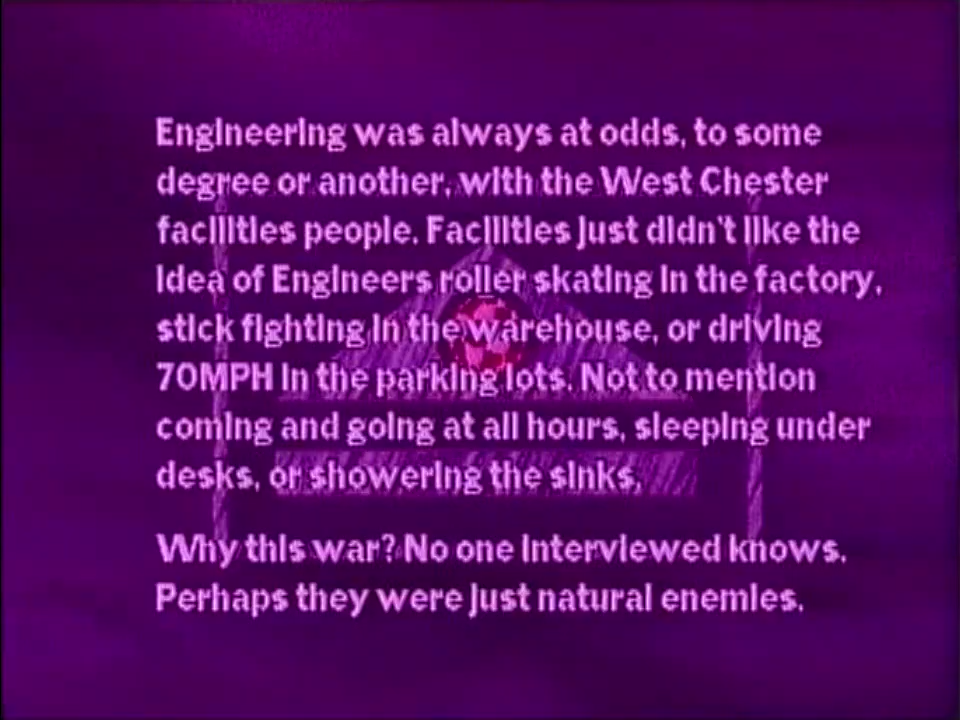 Engineering was always at odds, to some
degree or another, with the West Chester
facilities people. Facilities just didn't like the
idea of Engineers roller skating in the factory,
stick fighting in the warehouse, or driving
70MPH in the parking lots. Not to mention
coming and going at all hours, sleeping under
desks, or showering the sinks.
Why this war? No one interviewed knows.
Perhaps they were just natural enemies.